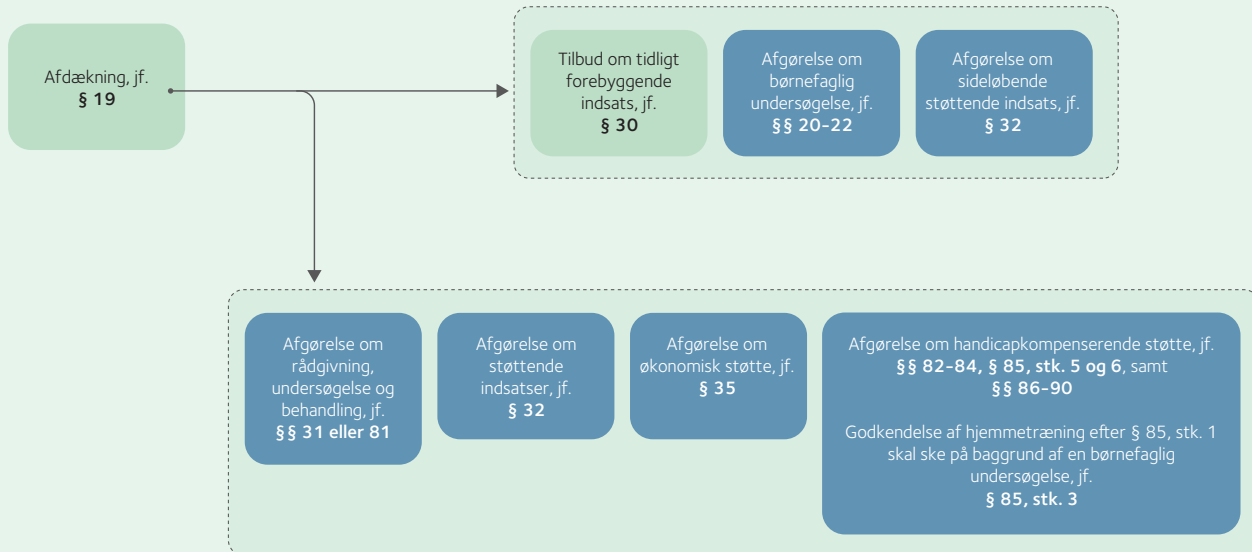 Afdækning, jf.
§ 19
Tilbud om tidligt
forebyggende
indsats, jf.
§ 30
Afgørelse om
børnefaglig
undersøgelse, jf.
§§ 20-22
Afgørelse om
sideløbende
støttende indsats, jf.
§ 32
Afgørelse om
rådgivning,
undersøgelse og
behandling, jf.
§§ 31 eller 81
Afgørelse om
støttende
indsatser, jf.
§ 32
Afgørelse om
økonomisk støtte, jf.
§ 35
Afgørelse om handicapkompenserende støtte, jf.
§§ 82-84, § 85, stk. 5 og 6, samt
§§ 86-90
Godkendelse af hjemmetræning efter § 85, stk. 1
skal ske på baggrund af en børnefaglig
undersøgelse, jf.
§ 85, stk. 3